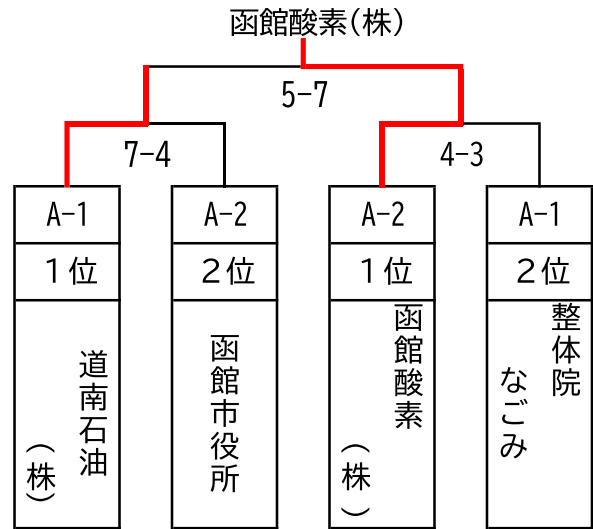 函館酸素(株)
5-7
7-4
4-3
A-1
A-2
A-2
A-1
1位
2位
1位
2位
道南石油
(株)
函館市役所
函館酸素
(株)
整体院
なごみ